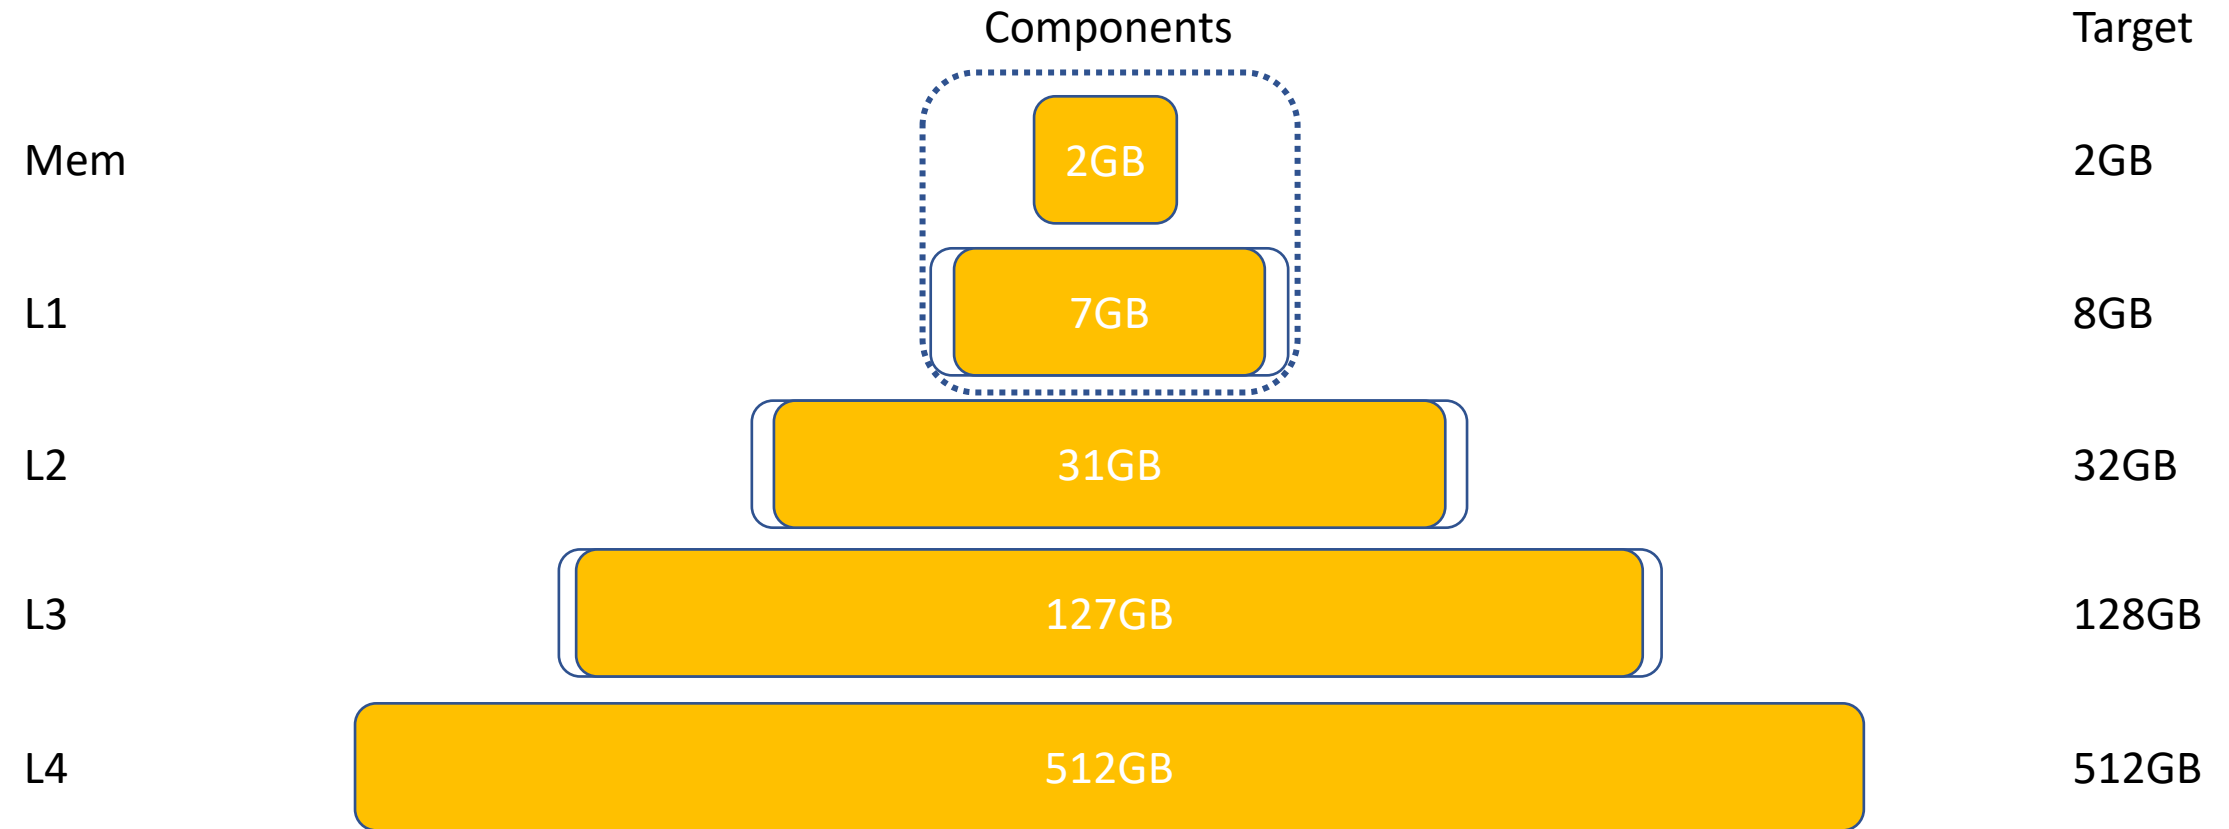 Components Target
Mem 2GB 2GB
L1 7GB 8GB
L2 31GB 32GB
L3 127GB 128GB
L4 512GB 512GB